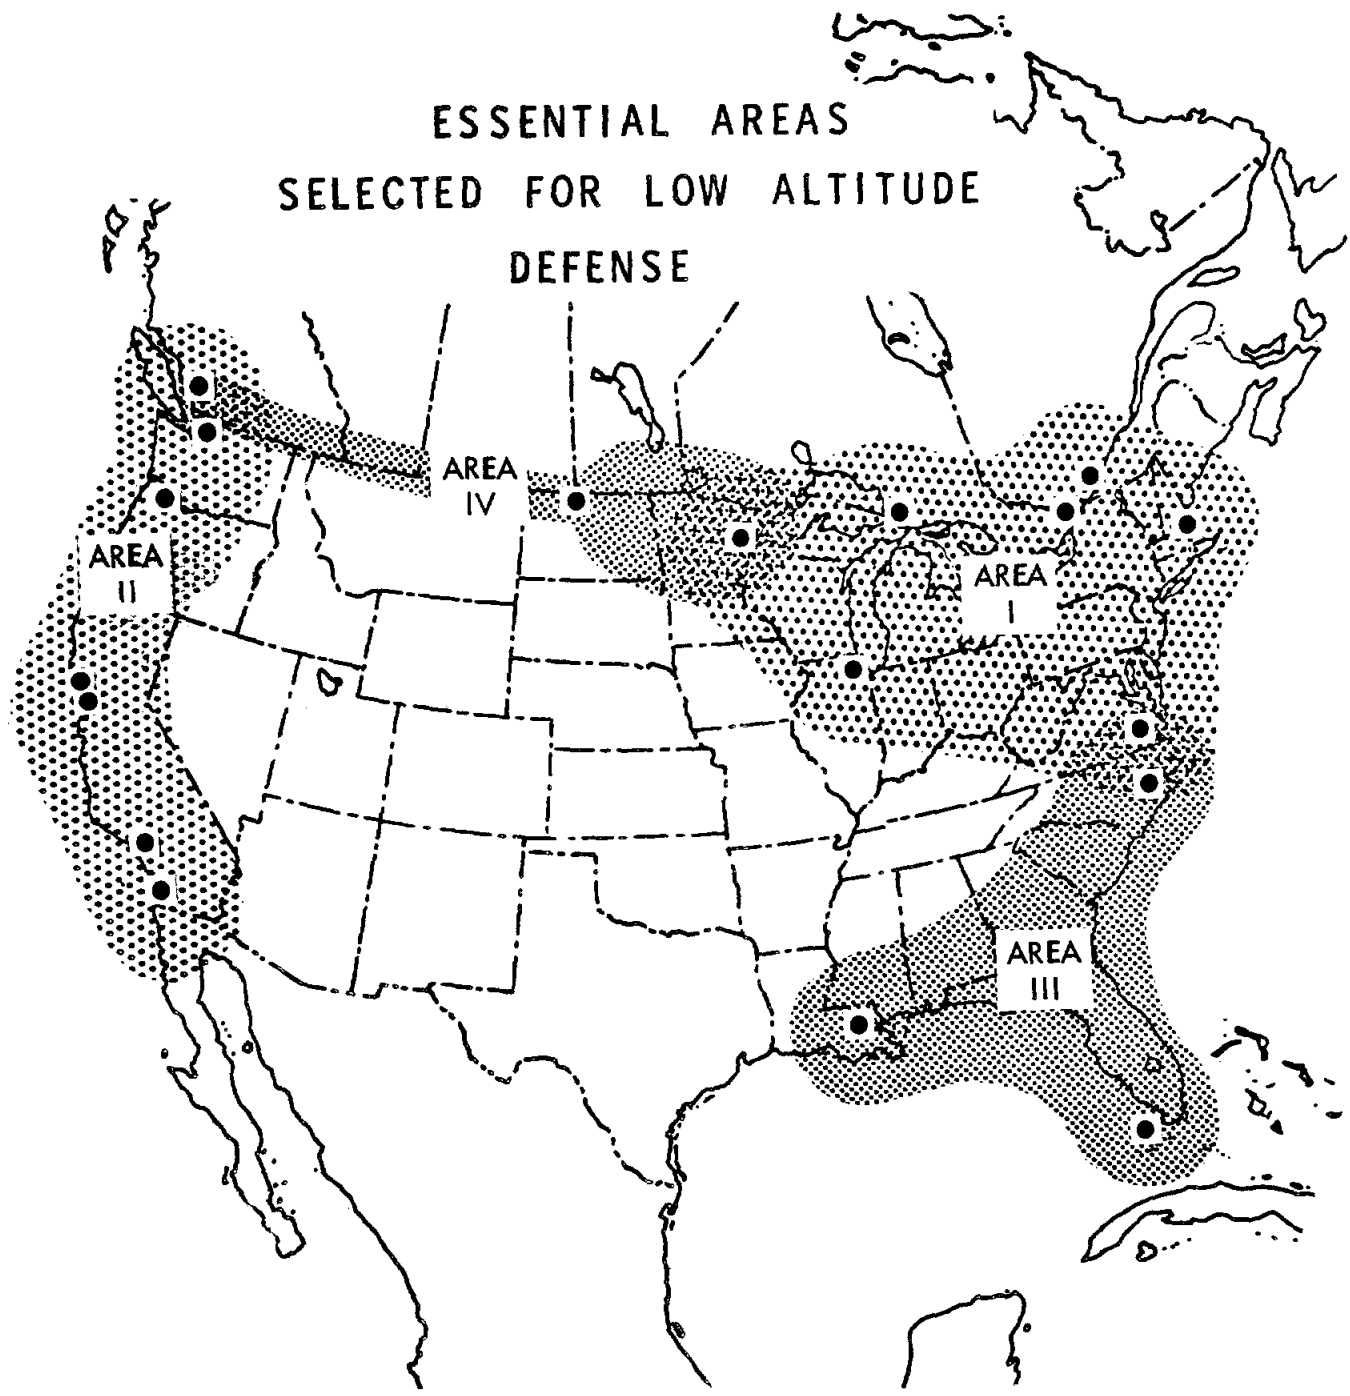 ESSENTIAL AREAS
SELECTED FOR LOW ALTITUDE
DEFENSE
AREA
IV
AREA
II
AREA
I
AREA
III